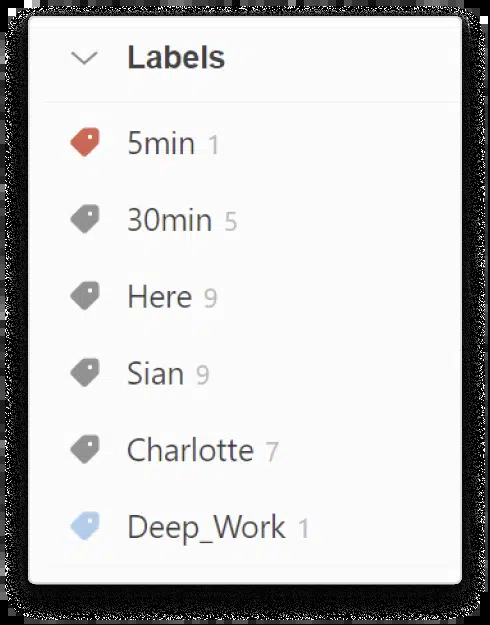 Labels
5min 1
30min 5
Here 9
Sian 9
Charlotte 7
Deep_Work 1